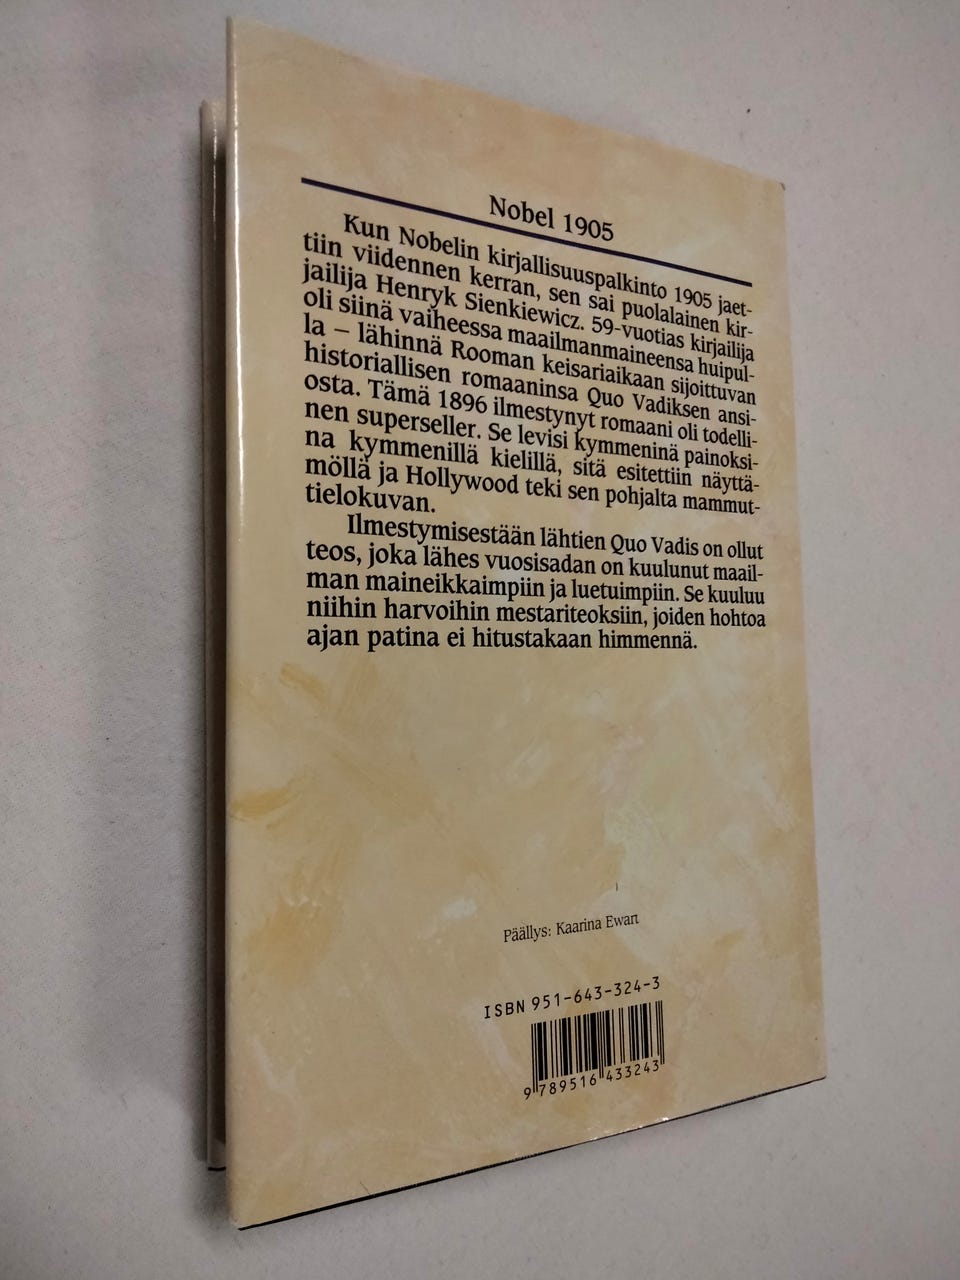 Nobel 1905
Kun Nobelin kirjallisuuspalkinto 1905 jaet-
tiin viidennen kerran, sen sai puolalainen kir-
jailija Henryk Sienkiewicz. 59-vuotias kirjailija
oli siinä vaiheessa maailmanmaineensa huipul-
la – lähinnä Rooman keisariaikaan sijoittuvan
historiallisen romaaninsa Quo Vadiksen ansi-
osta. Tämä 1896 ilmestynyt romaani oli todelli-
nen superseller. Se levisi kymmeninä painoksi-
na kymmenillä kielillä, sitä esitettiin näyttä-
möllä ja Hollywood teki sen pohjalta mammut-
tielokuvan.
Ilmestymisestään lähtien Quo Vadis on ollut
teos, joka lähes vuosisadan on kuulunut maail-
man maineikkaimpiin ja luetuimpiin. Se kuuluu
niihin harvoihin mestariteoksiin, joiden hohtoa
ajan patina ei hitustakaan himmennä.
Päällys: Kaarina Ewart
ISBN 951-643-324-3
9 789516 433243